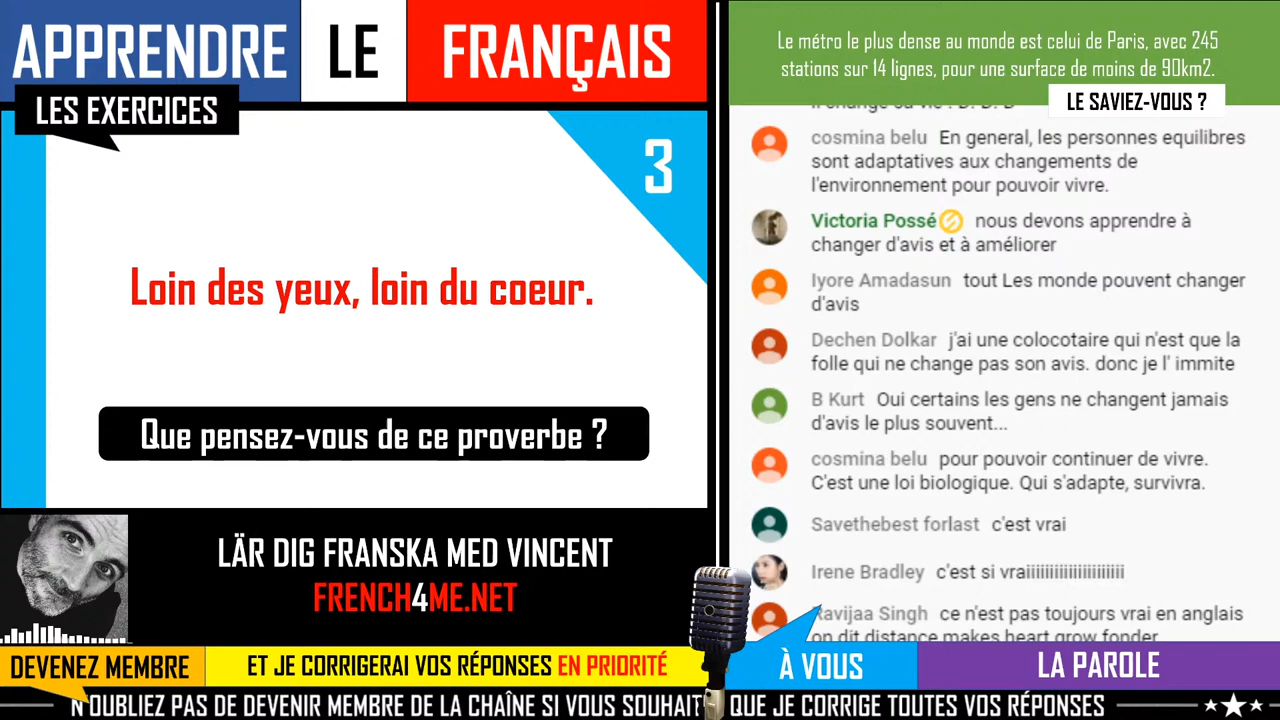 APPRENDRE LE FRANÇAIS
LES EXERCICES
3
Loin des yeux, loin du coeur.
Que pensez-vous de ce proverbe ?
LÄR DIG FRANSKA MED VINCENT
FRENCH4ME.NET
DEVENEZ MEMBRE
ET JE CORRIGERAI VOS RÉPONSES EN PRIORITÉ
Le métro le plus dense au monde est celui de Paris, avec 245
stations sur 14 lignes, pour une surface de moins de 90km2.
LE SAVIEZ-VOUS ?
cosmina belu En general, les personnes equilibres
sont adaptatives aux changements de
l'environnement pour pouvoir vivre.
Victoria Possé nous devons apprendre à
changer d'avis et à améliorer
Iyore Amadasun tout Les monde pouvent changer
d'avis
Dechen Dolkar j'ai une colocotaire qui n'est que la
folle qui ne change pas son avis. donc je l' immite
B Kurt Oui certains les gens ne changent jamais
d'avis le plus souvent...
cosmina belu pour pouvoir continuer de vivre.
C'est une loi biologique. Qui s'adapte, survivra.
Savethebest forlast c'est vrai
Irene Bradley c'est si vraiiiiiiiiiiiiiiiiiiiiii
Ravijaa Singh ce n'est pas toujours vrai en anglais
on dit distance makes heart grow fonder
À VOUS
LA PAROLE
N'OUBLIEZ PAS DE DEVENIR MEMBRE DE LA CHAÎNE SI VOUS SOUHAIT QUE JE CORRIGE TOUTES VOS RÉPONSES